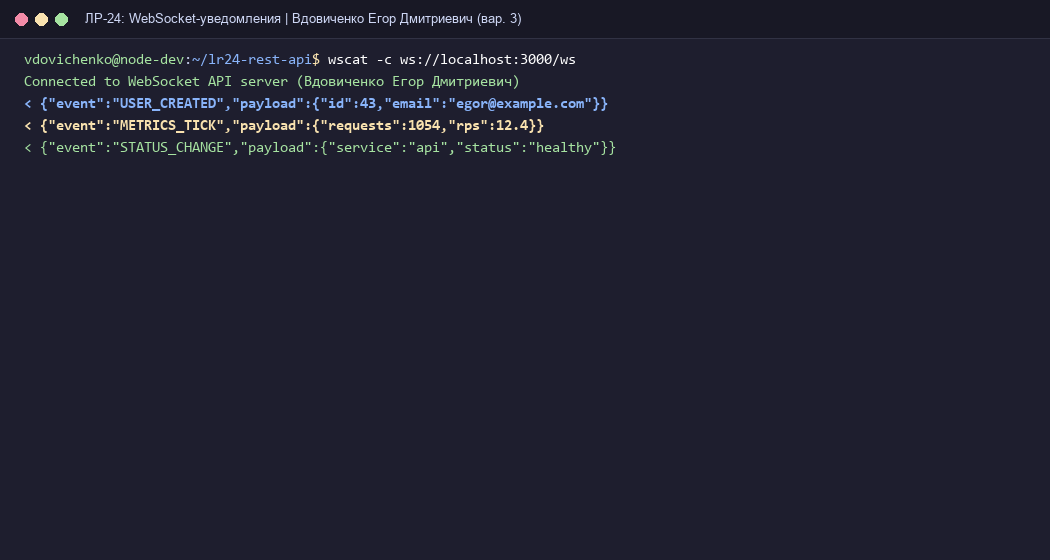 ЛР-24: WebSocket-уведомления | Вдовиченко Егор Дмитриевич (вар. 3)
vdovichenko@node-dev:~/lr24-rest-api$ wscat -c ws://localhost:3000/ws
Connected to WebSocket API server (Вдовиченко Егор Дмитриевич)
< {"event":"USER_CREATED","payload":{"id":43,"email":"egor@example.com"}}
< {"event":"METRICS_TICK","payload":{"requests":1054,"rps":12.4}}
< {"event":"STATUS_CHANGE","payload":{"service":"api","status":"healthy"}}